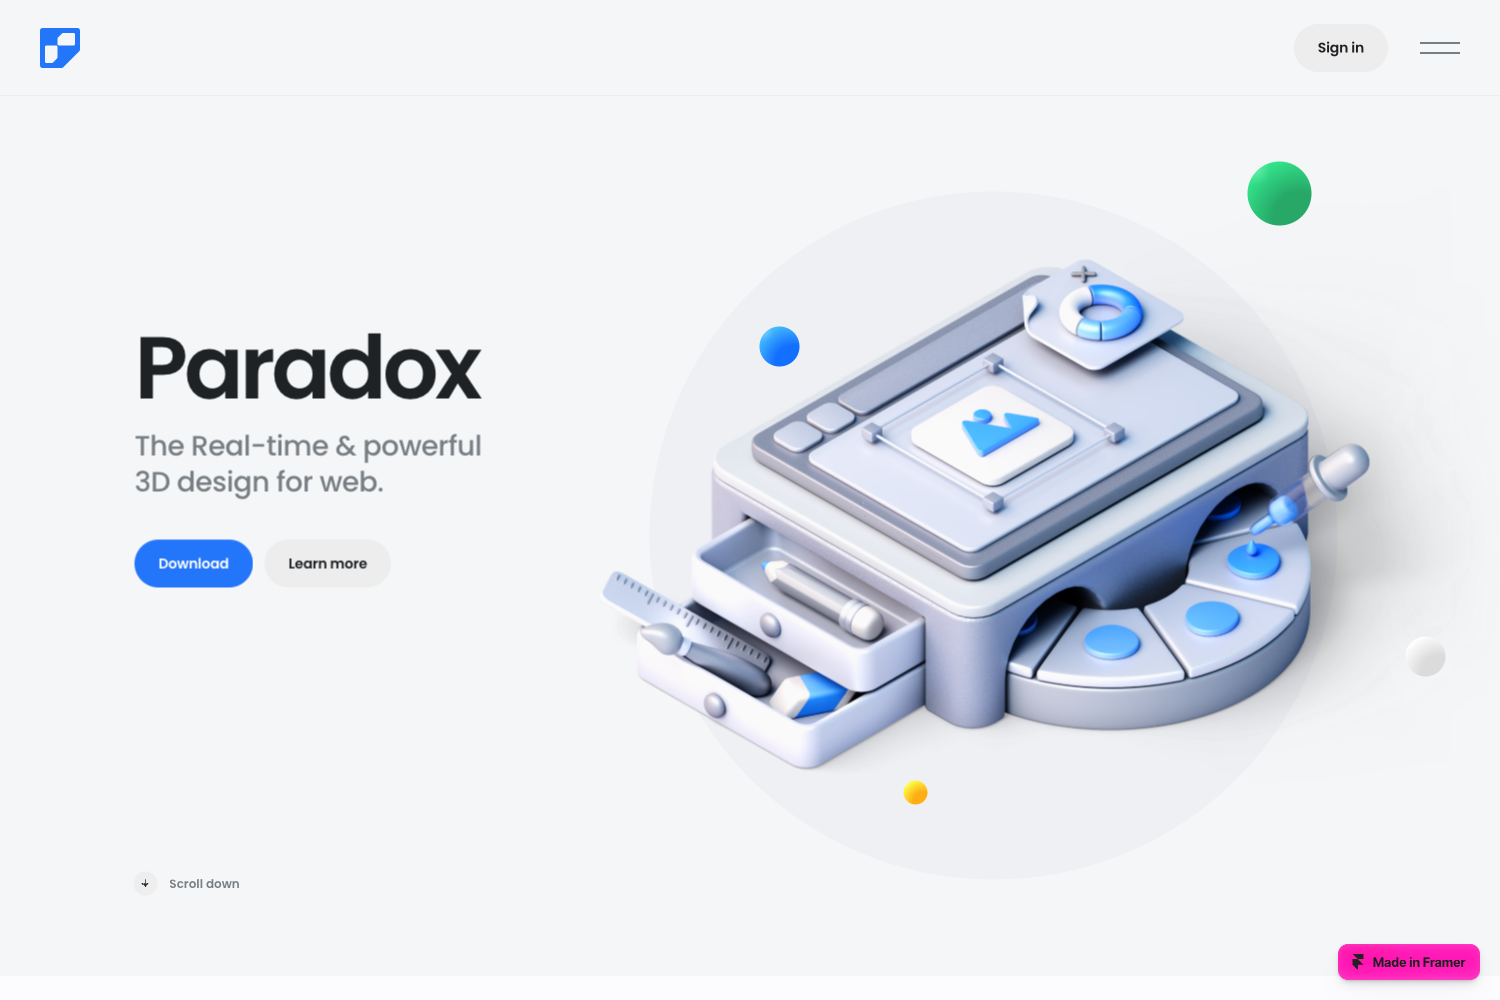 Sign in
Paradox
The Real-time & powerful
3D design for web.
Download
Learn more
Scroll down
Made in Framer